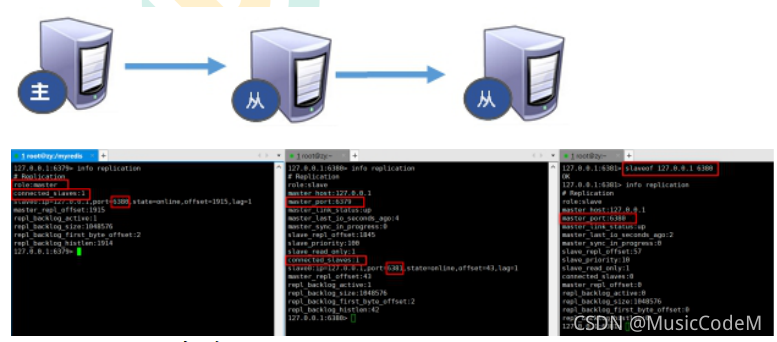 主
从
从
1 root@zy:/myredis
127.0.0.1:6379> info replication
# Replication
role:master
connected_slaves:1
slave0:ip=127.0.0.1,port=6380,state=online,offset=1915,lag=1
master_repl_offset:1915
repl_backlog_active:1
repl_backlog_size:1048576
repl_backlog_first_byte_offset:2
repl_backlog_histlen:1914
127.0.0.1:6379>
1 root@zy:~
127.0.0.1:6380> info replication
# Replication
role:slave
master_host:127.0.0.1
master_port:6379
master_link_status:up
master_last_io_seconds_ago:4
master_sync_in_progress:0
slave_repl_offset:1845
slave_priority:100
slave_read_only:1
connected_slaves:1
slave0:ip=127.0.0.1,port=6381,state=online,offset=43,lag=1
master_repl_offset:43
repl_backlog_active:1
repl_backlog_size:1048576
repl_backlog_first_byte_offset:2
repl_backlog_histlen:42
127.0.0.1:6380>
1 root@zy:~
127.0.0.1:6381> slaveof 127.0.0.1 6380
OK
127.0.0.1:6381> info replication
# Replication
role:slave
master_host:127.0.0.1
master_port:6380
master_link_status:up
master_last_io_seconds_ago:2
master_sync_in_progress:0
slave_repl_offset:57
slave_priority:10
slave_read_only:1
connected_slaves:0
master_repl_offset:0
repl_backlog_active:0
repl_backlog_size:1048576
repl_backlog_first_byte_offset:0
127.0.0.1:6381>
CSDN @MusicCodeM